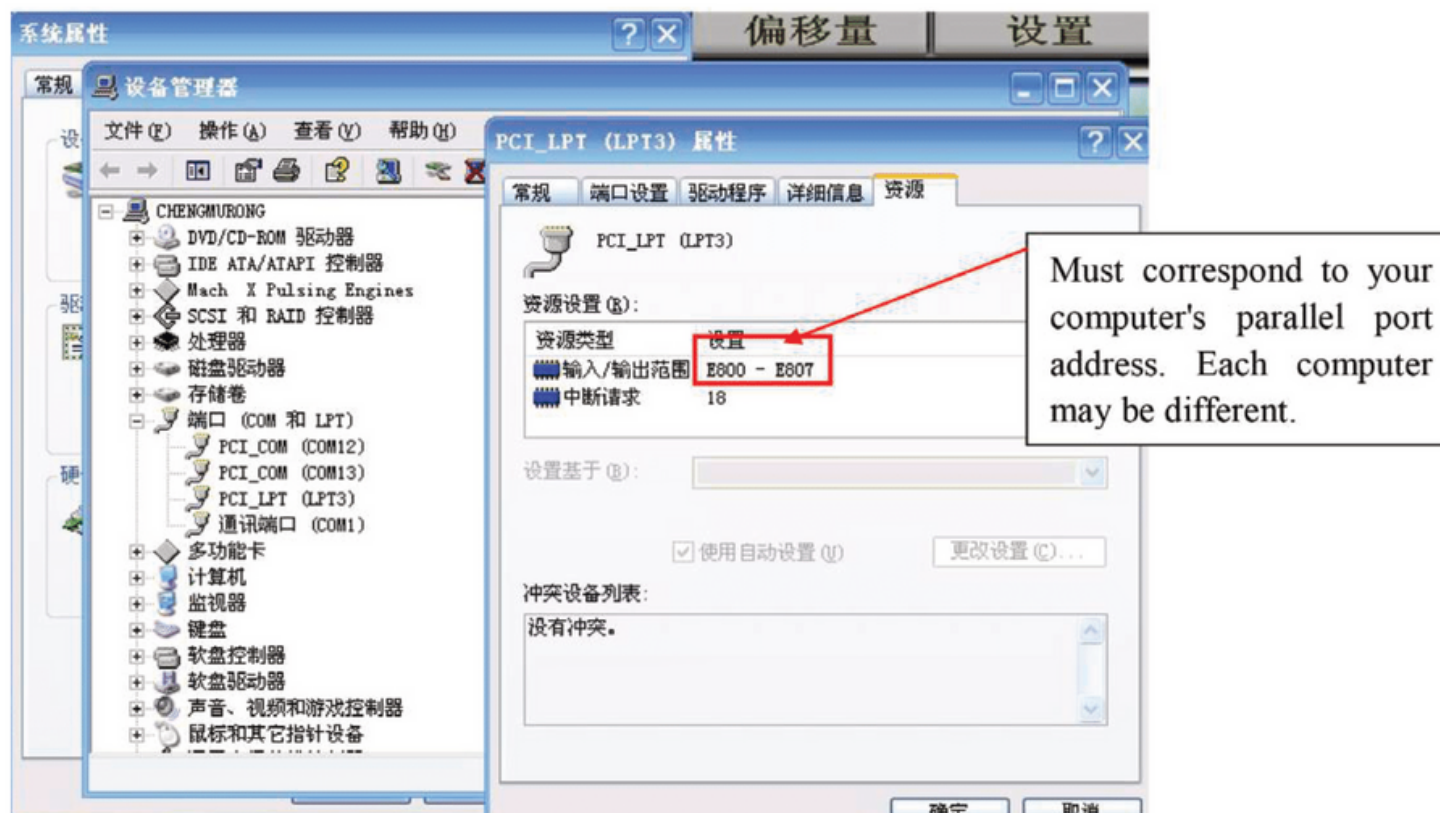 系统属性
偏移量
设置
常规
设备管理器
文件(F) 操作(A) 查看(V) 帮助(H)
CHENGMURONG
DVD/CD-ROM 驱动器
IDE ATA/ATAPI 控制器
Mach X Pulsing Engines
SCSI 和 RAID 控制器
处理器
磁盘驱动器
存储卷
端口 (COM 和 LPT)
PCI_COM (COM12)
PCI_COM (COM13)
PCI_LPT (LPT3)
通讯端口 (COM1)
多功能卡
计算机
监视器
键盘
软盘控制器
软盘驱动器
声音、视频和游戏控制器
鼠标和其它指针设备
设
驱
硬
PCI_LPT (LPT3) 属性
常规 端口设置 驱动程序 详细信息 资源
PCI_LPT (LPT3)
资源设置(R):
资源类型 设置
输入/输出范围 E800 - E807
中断请求 18
设置基于(B):
使用自动设置(U)
更改设置(C)...
冲突设备列表:
没有冲突。
确定 取消
Must correspond to your
computer's parallel port
address. Each computer
may be different.